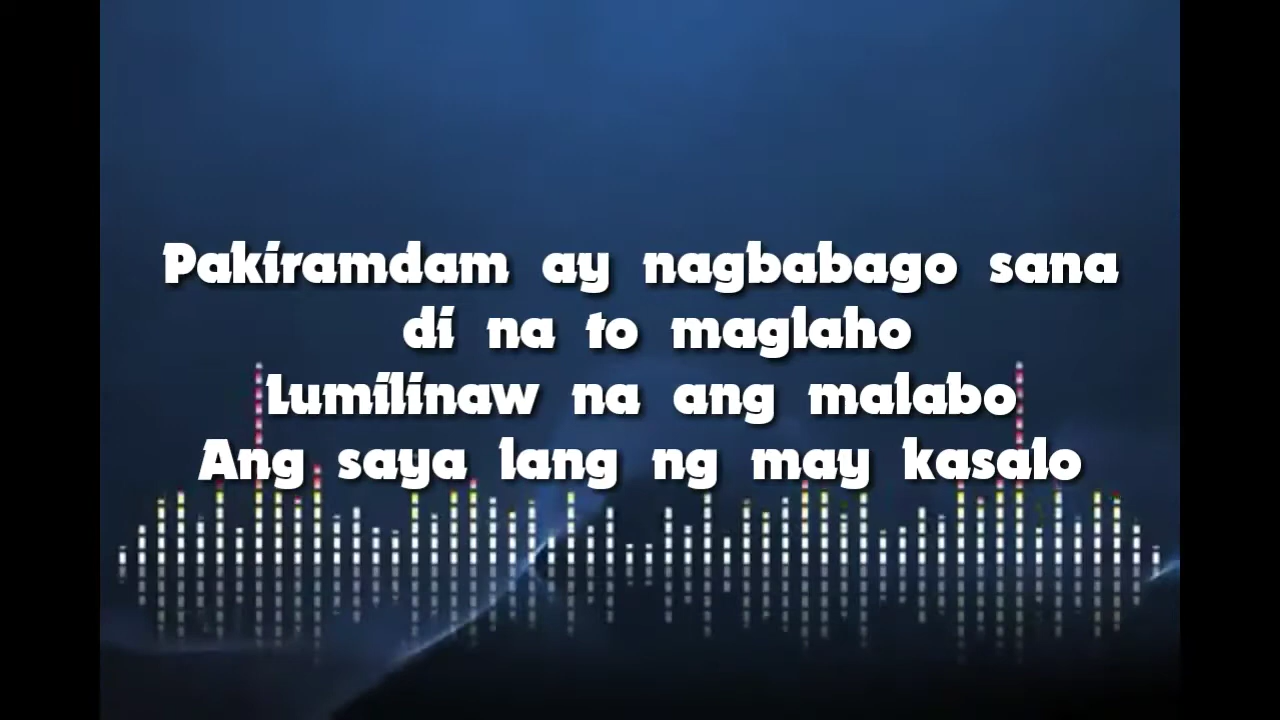 Pakiramdam ay nagbabago sana
di na to maglaho
Lumilinaw na ang malabo
Ang saya lang ng may kasalo